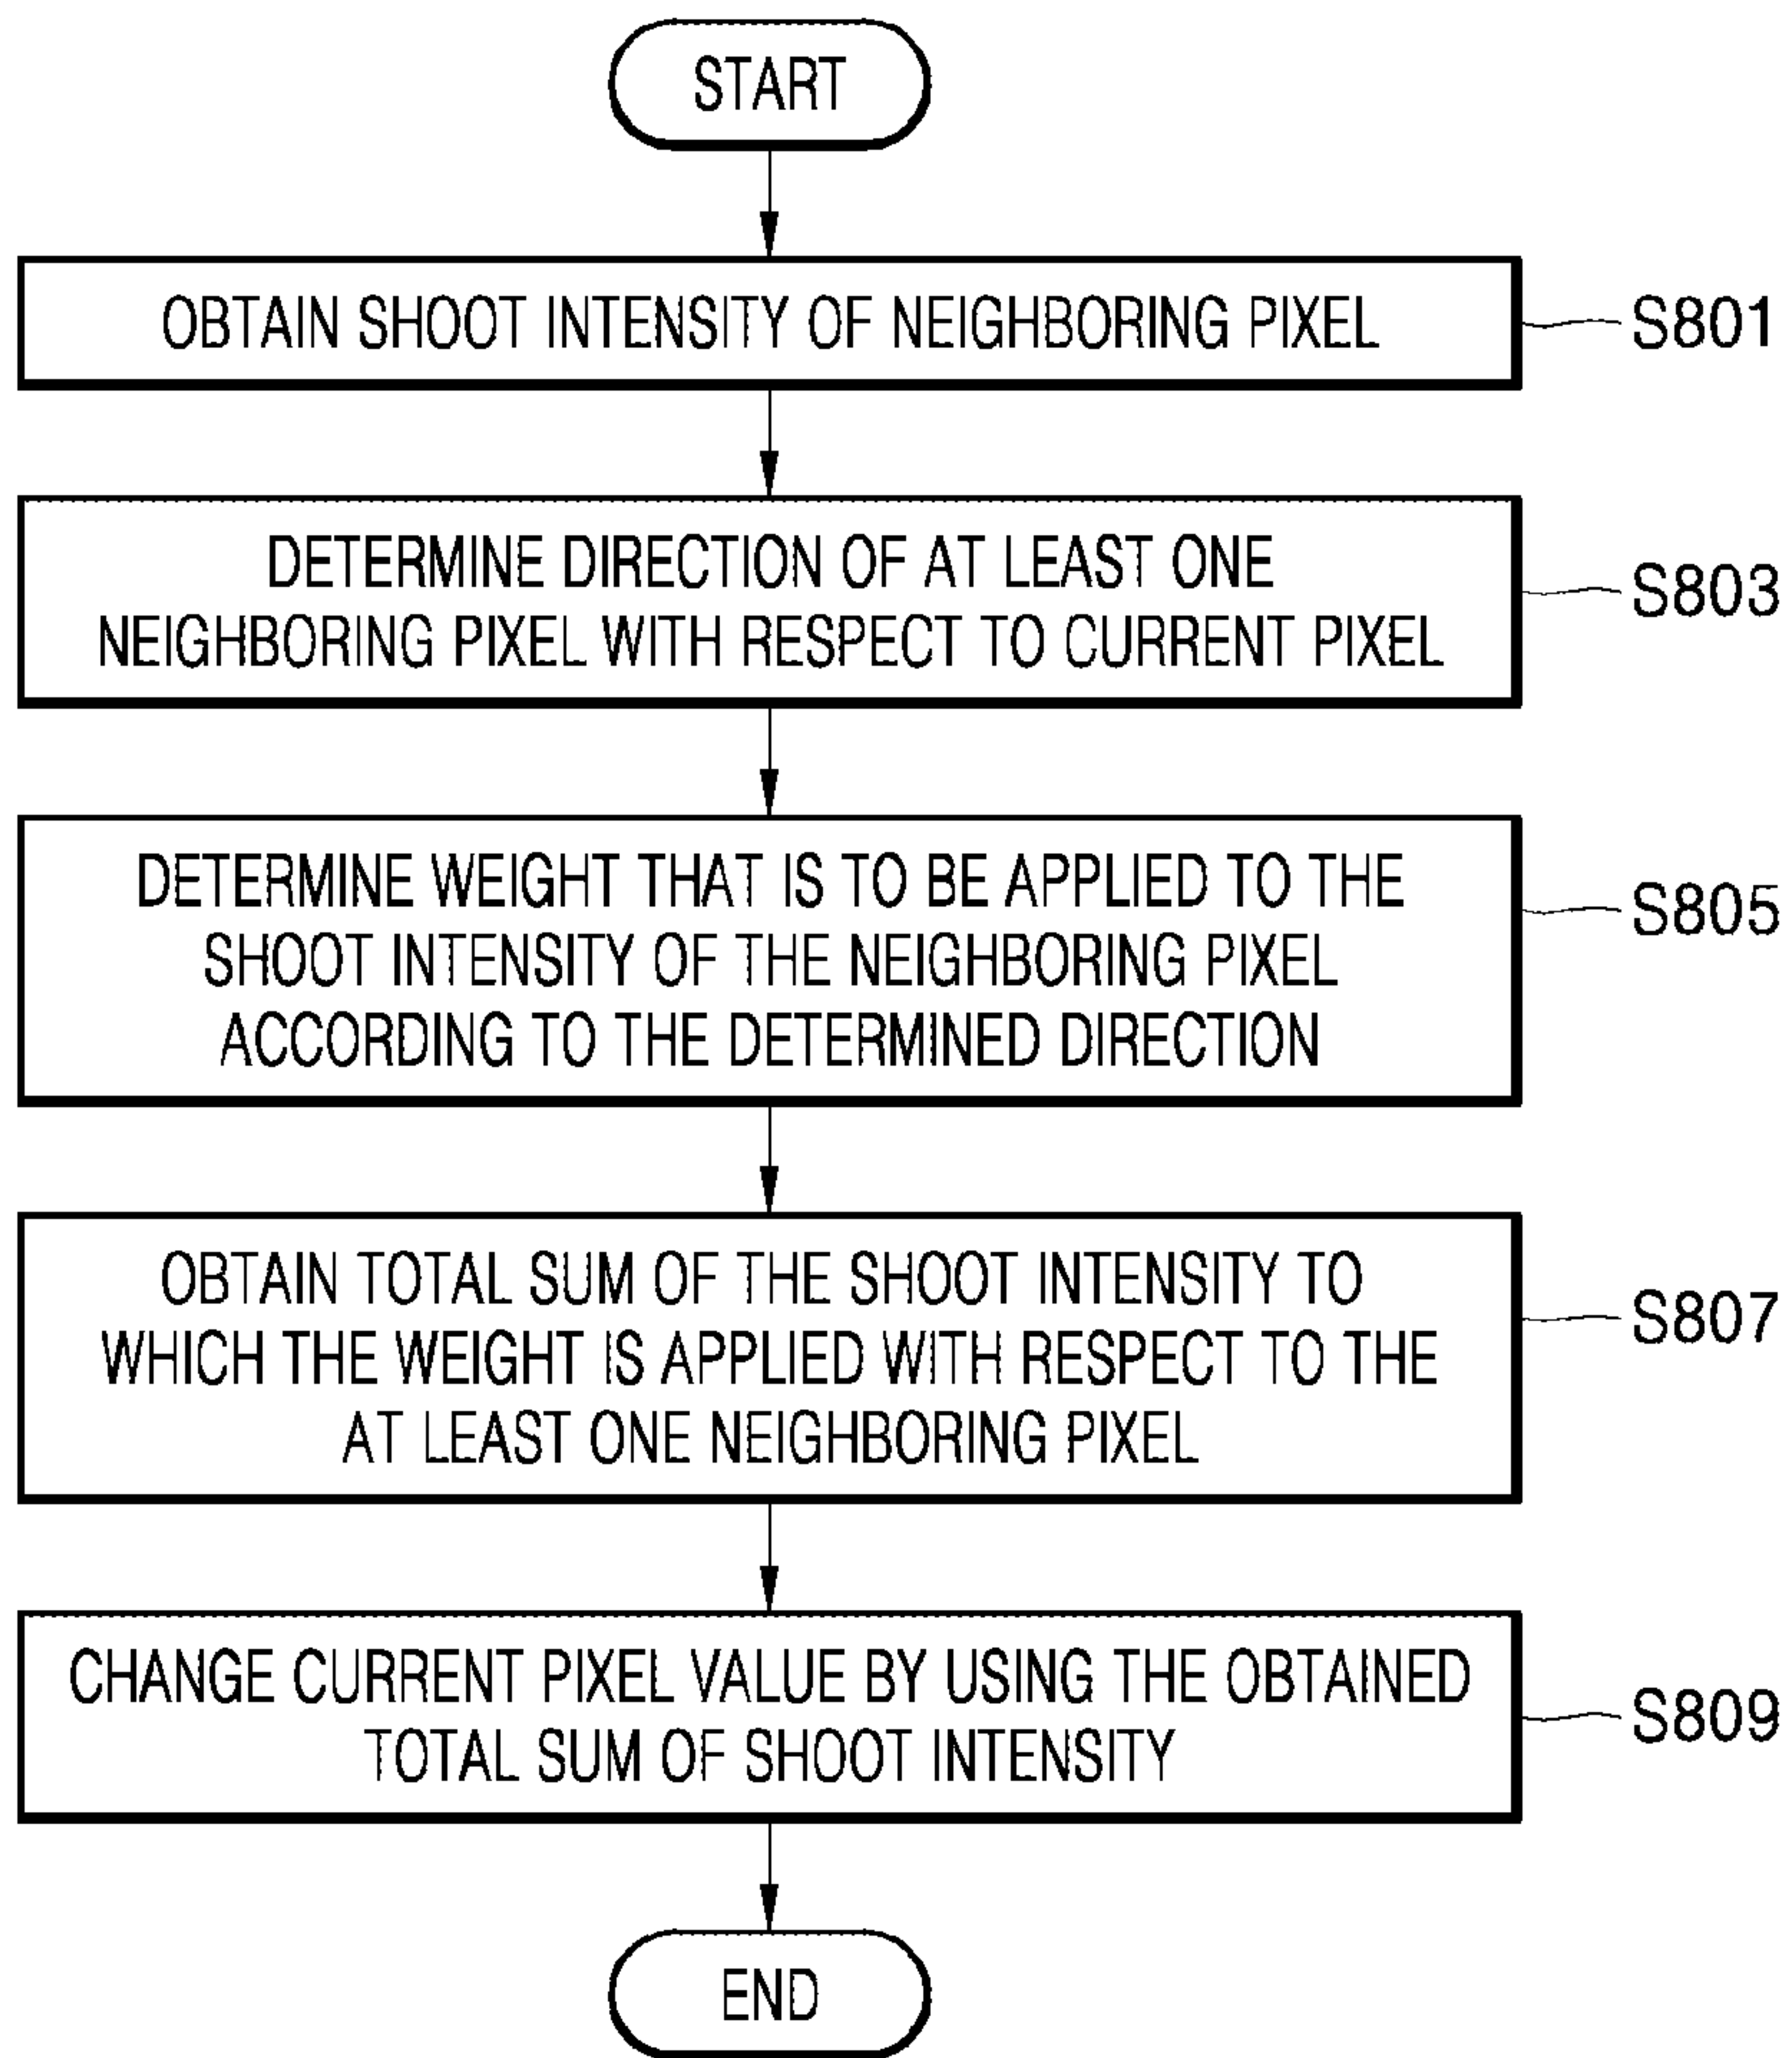 START
OBTAIN SHOOT INTENSITY OF NEIGHBORING PIXEL
S801
DETERMINE DIRECTION OF AT LEAST ONE
NEIGHBORING PIXEL WITH RESPECT TO CURRENT PIXEL
S803
DETERMINE WEIGHT THAT IS TO BE APPLIED TO THE
SHOOT INTENSITY OF THE NEIGHBORING PIXEL
ACCORDING TO THE DETERMINED DIRECTION
S805
OBTAIN TOTAL SUM OF THE SHOOT INTENSITY TO
WHICH THE WEIGHT IS APPLIED WITH RESPECT TO THE
AT LEAST ONE NEIGHBORING PIXEL
S807
CHANGE CURRENT PIXEL VALUE BY USING THE OBTAINED
TOTAL SUM OF SHOOT INTENSITY
S809
END